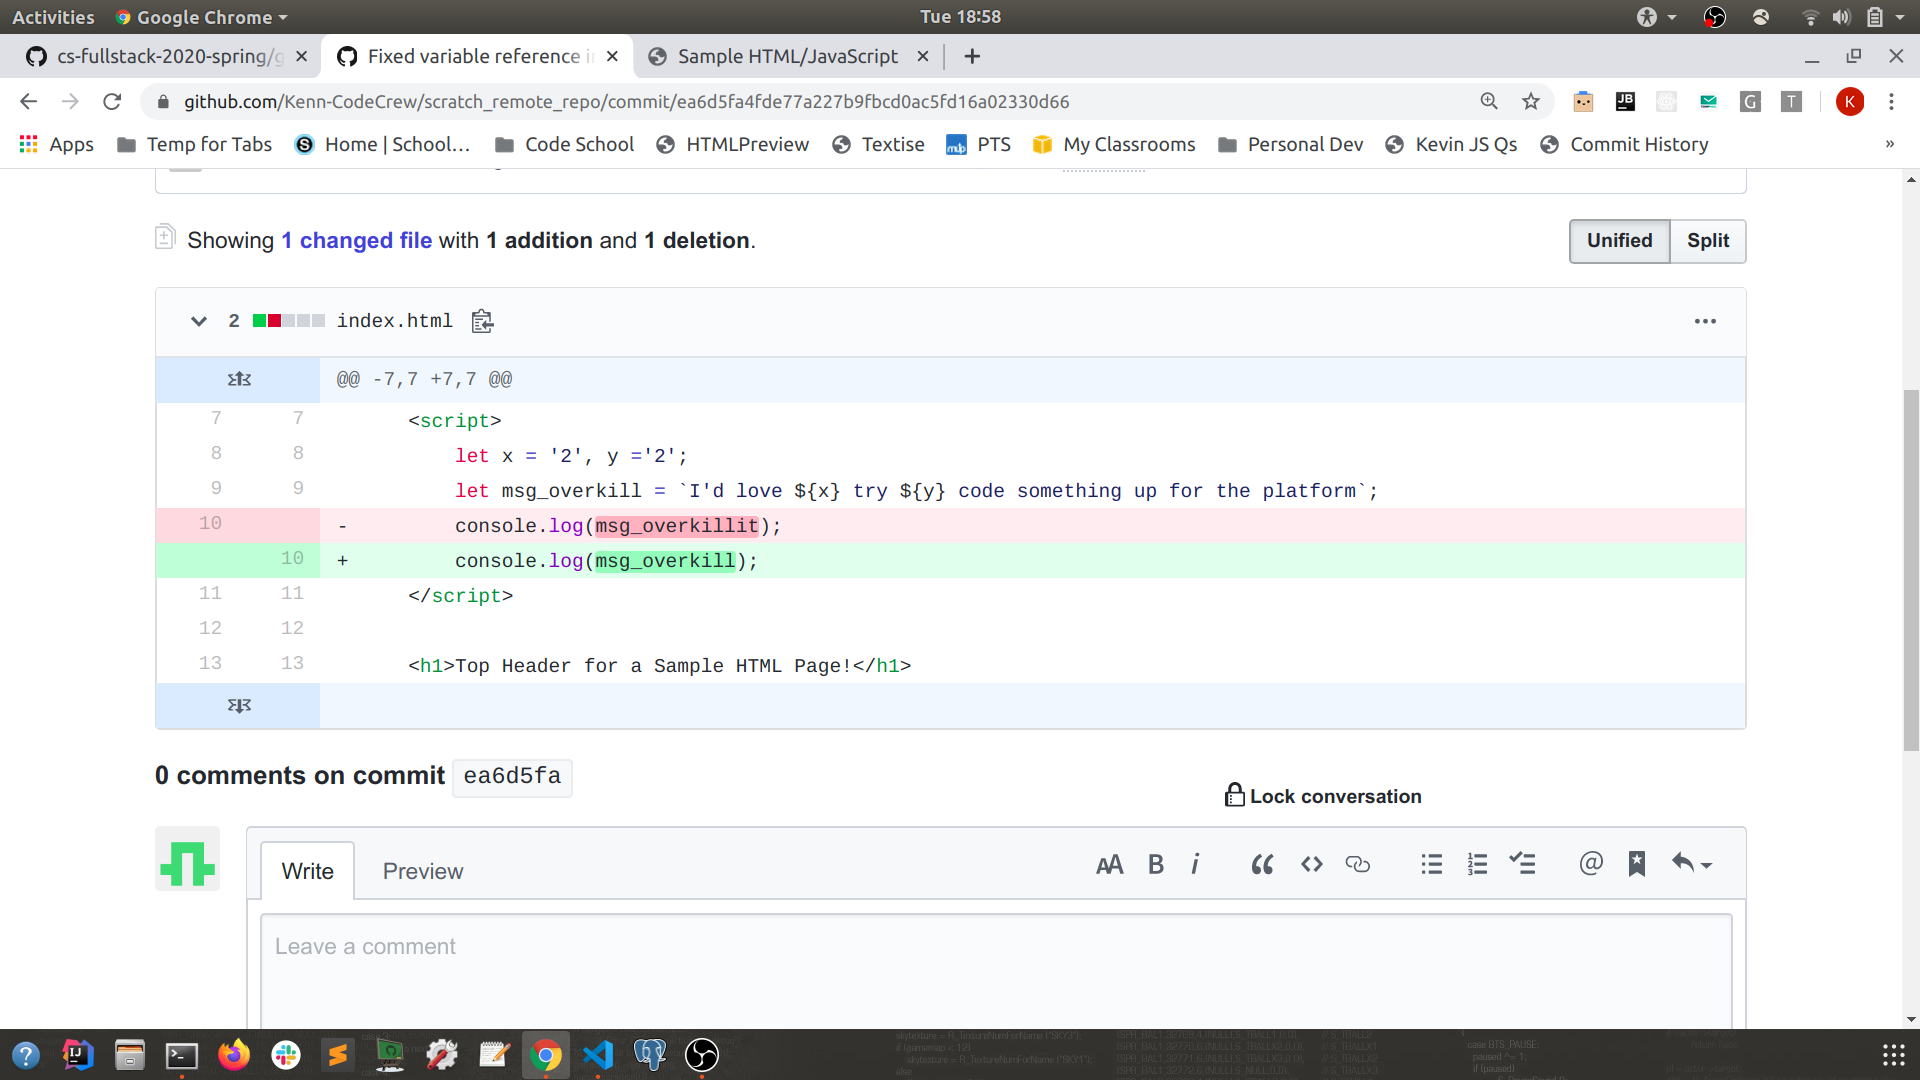 Activities Google Chrome Tue 18:58
cs-fullstack-2020-spring/g Fixed variable reference i Sample HTML/JavaScript
github.com/Kenn-CodeCrew/scratch_remote_repo/commit/ea6d5fa4fde77a227b9fbcd0ac5fd16a02330d66 JB G T K
Apps Temp for Tabs Home | School... Code School HTMLPreview Textise PTS My Classrooms Personal Dev Kevin JS Qs Commit History »
Showing 1 changed file with 1 addition and 1 deletion.
Unified Split
2 index.html
@@ -7,7 +7,7 @@
7 7 <script>
8 8 let x = '2', y ='2';
9 9 let msg_overkill = `I'd love ${x} try ${y} code something up for the platform`;
10 - console.log(msg_overkillit);
10 + console.log(msg_overkill);
11 11 </script>
12 12
13 13 <h1>Top Header for a Sample HTML Page!</h1>
0 comments on commit ea6d5fa
Lock conversation
Write Preview
Leave a comment